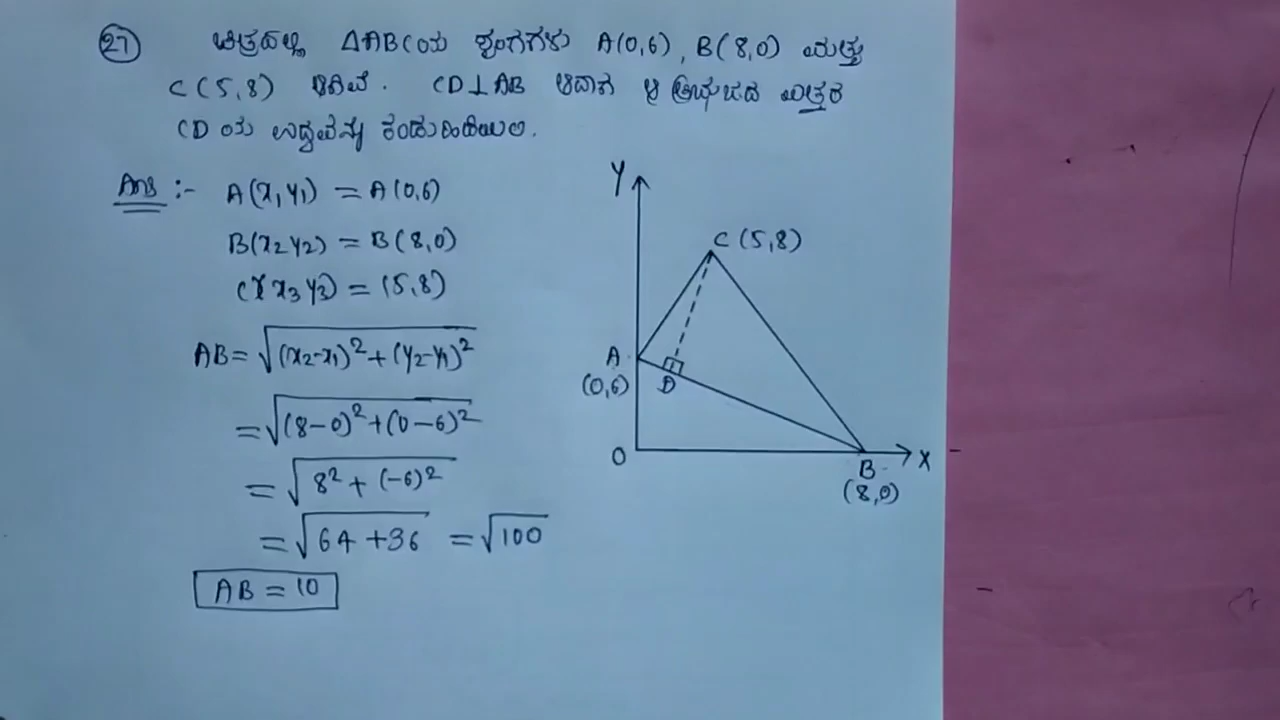 27 ಚಿತ್ರದಲ್ಲಿ ΔABC ಯ ಶೃಂಗಗಳು A(0,6), B(8,0) ಮತ್ತು
C(5,8) ಆಗಿವೆ. CD⊥AB ಆದಾಗ ಈ ತ್ರಿಭುಜದ ಎತ್ತರ
CD ಯ ಉದ್ದವನ್ನು ಕಂಡುಹಿಡಿಯಿರಿ.
Ans :- A(x₁y₁) = A(0,6)
B(x₂y₂) = B(8,0)
C(x₃y₃) = (5,8)
AB = √(x₂-x₁)² + (y₂-y₁)²
= √(8-0)² + (0-6)²
= √8² + (-6)²
= √64 + 36 = √100
AB = 10
Y
C (5,8)
A
(0,6)
D
O
X
B
(8,0)